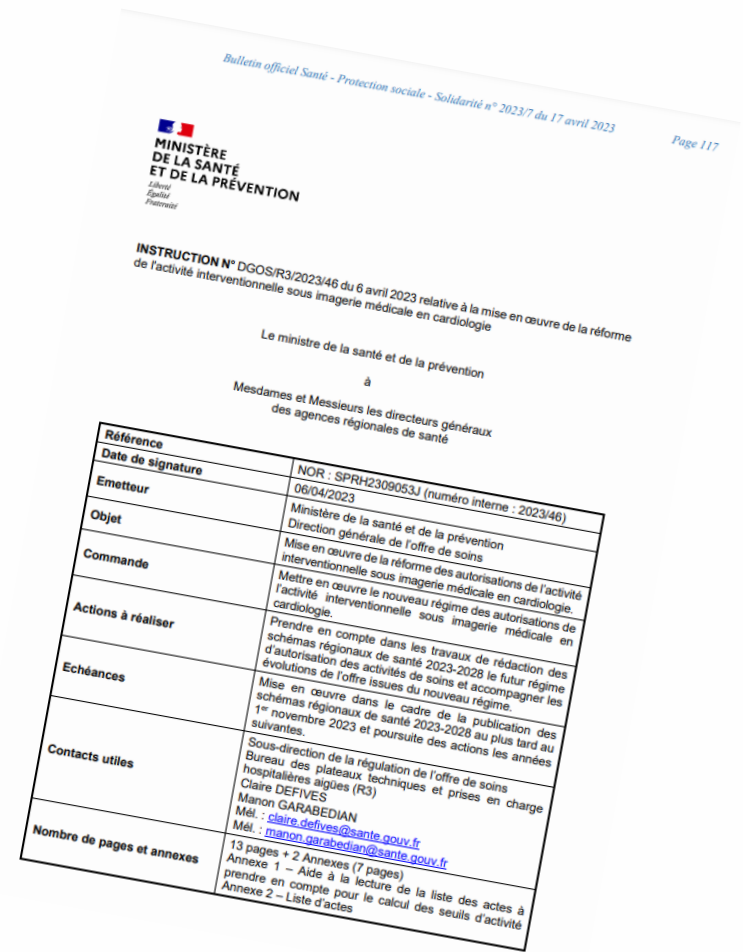 Bulletin officiel Santé - Protection sociale - Solidarité n° 2023/7 du 17 avril 2023
Page 117
MINISTÈRE
DE LA SANTÉ
ET DE LA PRÉVENTION
Liberté
Égalité
Fraternité
INSTRUCTION N° DGOS/R3/2023/46 du 6 avril 2023 relative à la mise en œuvre de la réforme
de l'activité interventionnelle sous imagerie médicale en cardiologie
Le ministre de la santé et de la prévention
à
Mesdames et Messieurs les directeurs généraux
des agences régionales de santé
Référence
NOR : SPRH2309053J (numéro interne : 2023/46)
Date de signature
06/04/2023
Emetteur
Ministère de la santé et de la prévention
Direction générale de l'offre de soins
Objet
Mise en œuvre de la réforme des autorisations de l'activité
interventionnelle sous imagerie médicale en cardiologie.
Commande
Mettre en œuvre le nouveau régime des autorisations de
l'activité interventionnelle sous imagerie médicale en
cardiologie.
Actions à réaliser
Prendre en compte dans les travaux de rédaction des
schémas régionaux de santé 2023-2028 le futur régime
d'autorisation des activités de soins et accompagner les
évolutions de l'offre issues du nouveau régime.
Echéances
Mise en œuvre dans le cadre de la publication des
schémas régionaux de santé 2023-2028 au plus tard au
1er novembre 2023 et poursuite des actions les années
suivantes.
Contacts utiles
Sous-direction de la régulation de l'offre de soins
Bureau des plateaux techniques et prises en charge
hospitalières aigües (R3)
Claire DEFIVES
Manon GARABEDIAN
Mél. : claire.defives@sante.gouv.fr
Mél. : manon.garabedian@sante.gouv.fr
Nombre de pages et annexes
13 pages + 2 Annexes (7 pages)
Annexe 1 – Aide à la lecture de la liste des actes à
prendre en compte pour le calcul des seuils d'activité
Annexe 2 – Liste d'actes